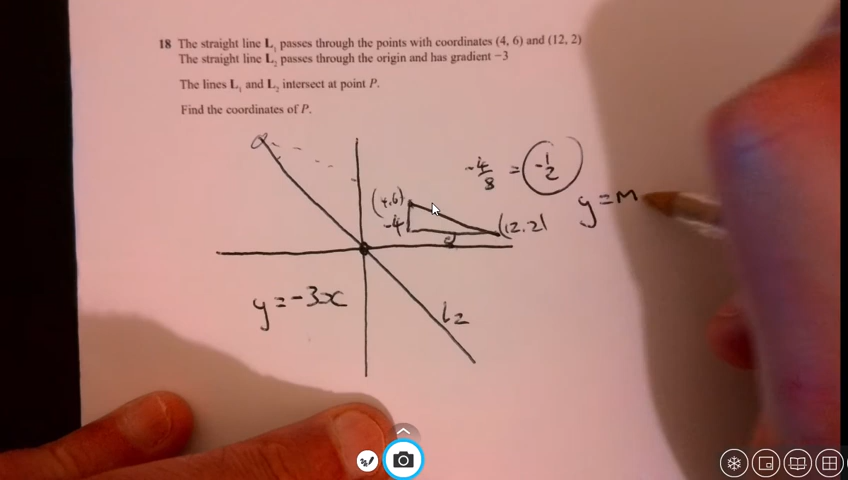 18 The straight line L₁ passes through the points with coordinates (4, 6) and (12, 2)
The straight line L₂ passes through the origin and has gradient −3
The lines L₁ and L₂ intersect at point P.
Find the coordinates of P.
-4/8 = -1/2
(4,6)
-4
(12,2)
y=m
y=-3x
L2